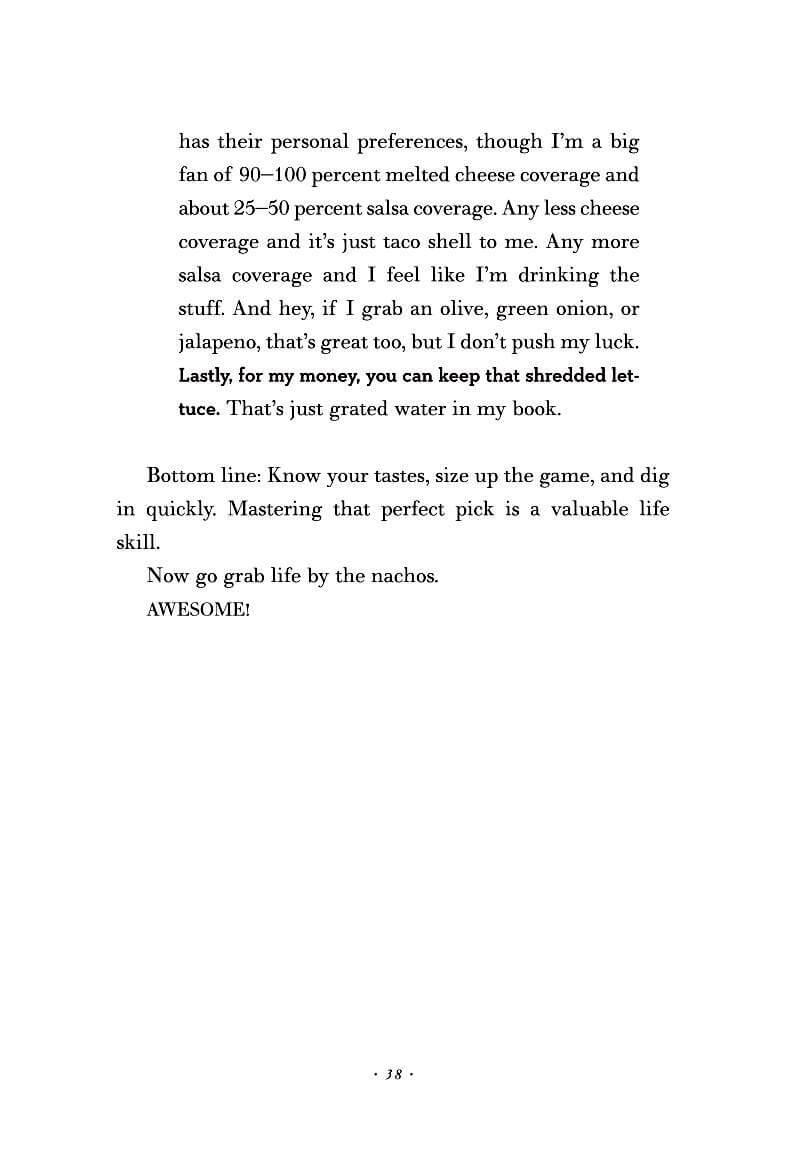 has their personal preferences, though I’m a big
fan of 90–100 percent melted cheese coverage and
about 25–50 percent salsa coverage. Any less cheese
coverage and it’s just taco shell to me. Any more
salsa coverage and I feel like I’m drinking the
stuff. And hey, if I grab an olive, green onion, or
jalapeno, that’s great too, but I don’t push my luck.
Lastly, for my money, you can keep that shredded let-
tuce. That’s just grated water in my book.
Bottom line: Know your tastes, size up the game, and dig
in quickly. Mastering that perfect pick is a valuable life
skill.
Now go grab life by the nachos.
AWESOME!
· 38 ·